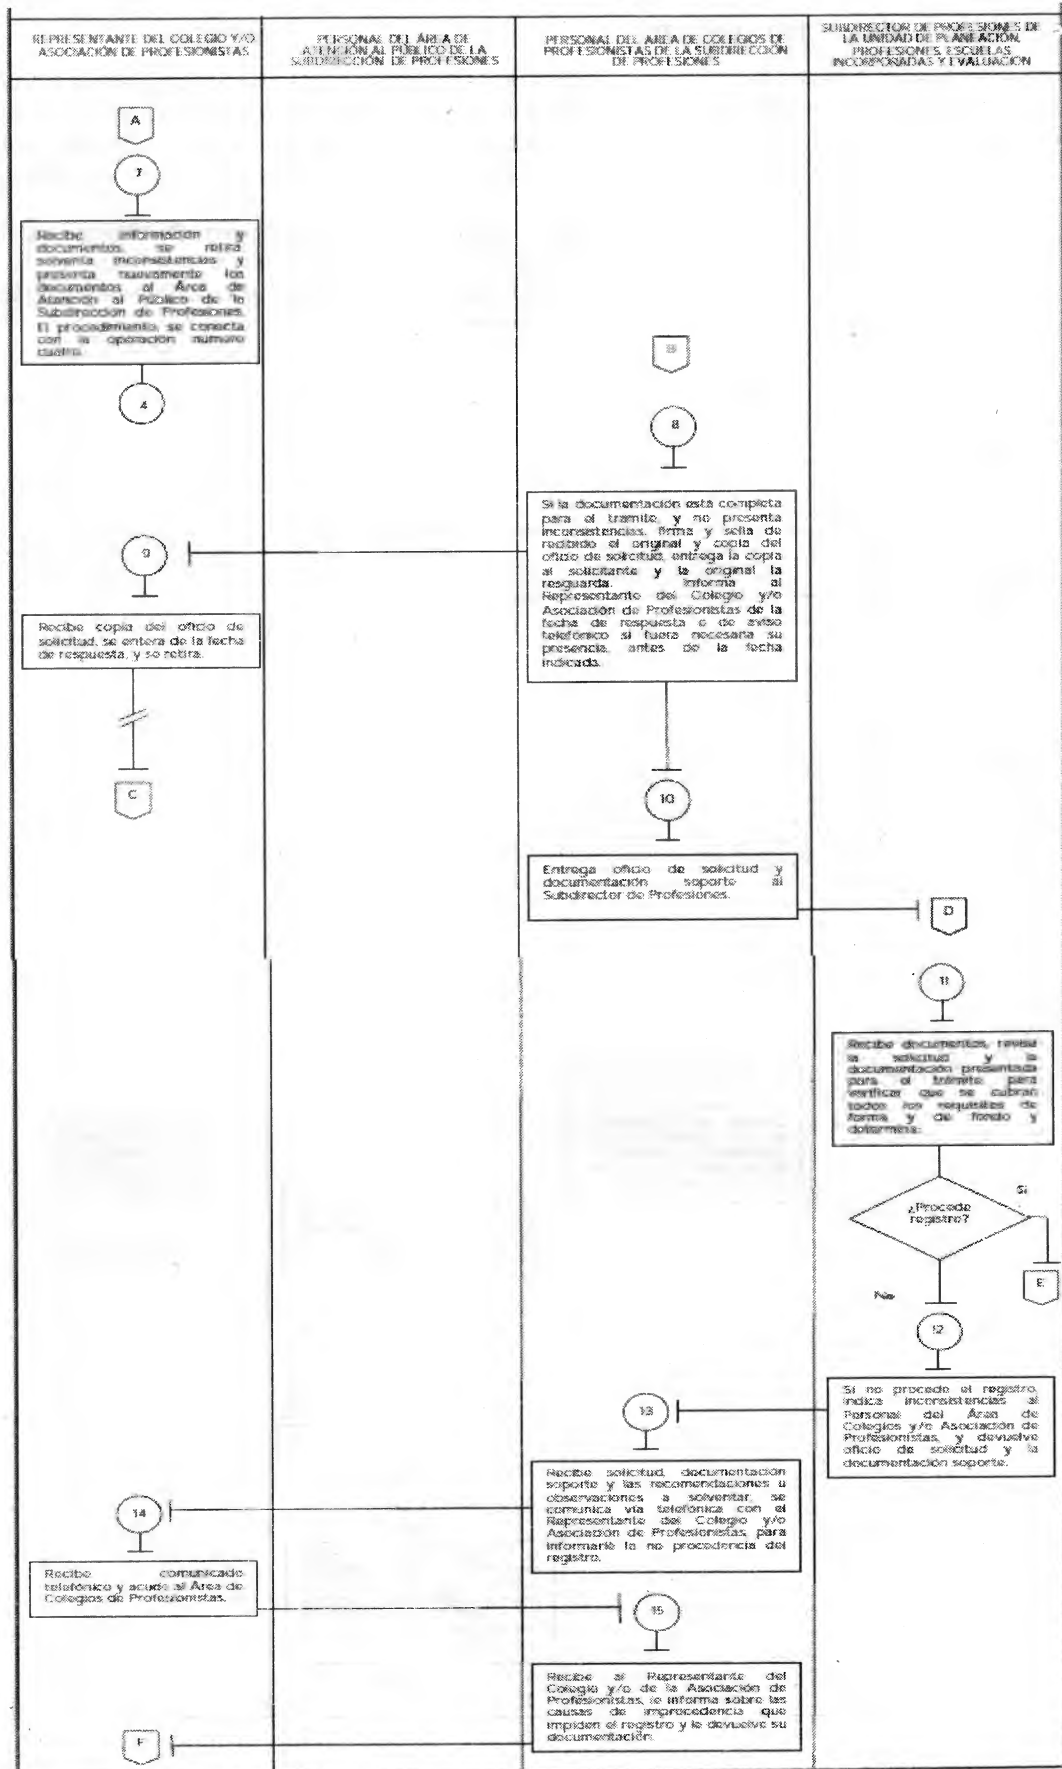 REPRESENTANTE DEL COLEGIO Y/O
ASOCIACIÓN DE PROFESIONISTAS
PERSONAL DEL ÁREA DE
ATENCIÓN AL PÚBLICO DE LA
SUBDIRECCIÓN DE PROFESIONES
PERSONAL DEL ÁREA DE COLEGIOS DE
PROFESIONISTAS DE LA SUBDIRECCIÓN
DE PROFESIONES
SUBDIRECTOR DE PROFESIONES DE
LA UNIDAD DE PLANEACIÓN,
PROFESIONES, ESCUELAS
INCORPORADAS Y EVALUACIÓN
A
7
Recibe información y
documentos, se retira,
solventa inconsistencias y
presenta nuevamente los
documentos al Área de
Atención al Público de la
Subdirección de Profesiones.
El procedimiento, se conecta
con la operación número
cuatro.
4
B
8
Si la documentación está completa
para el trámite, y no presenta
inconsistencias, firma y sella de
recibido el original y copia del
oficio de solicitud, entrega la copia
al solicitante y la original la
resguarda. Informa al
Representante del Colegio y/o
Asociación de Profesionistas de la
fecha de respuesta o de aviso
telefónico si fuera necesaria su
presencia, antes de la fecha
indicada.
9
Recibe copia del oficio de
solicitud, se entera de la fecha
de respuesta, y se retira.
C
10
Entrega oficio de solicitud y
documentación soporte al
Subdirector de Profesiones.
D
11
Recibe documentos, revisa
la solicitud y la
documentación presentada
para el trámite para
verificar que se cubran
todos los requisitos de
forma y de fondo y
determina:
¿Procede
registro?
Si
E
No
12
Si no procede el registro,
indica inconsistencias al
Personal del Área de
Colegios y/o Asociación de
Profesionistas, y devuelve
oficio de solicitud y la
documentación soporte.
13
Recibe solicitud, documentación
soporte y las recomendaciones u
observaciones a solventar, se
comunica vía telefónica con el
Representante del Colegio y/o
Asociación de Profesionistas, para
informarle la no procedencia del
registro.
14
Recibe comunicado
telefónico y acude al Área de
Colegios de Profesionistas.
15
Recibe al Representante del
Colegio y/o de la Asociación de
Profesionistas, le informa sobre las
causas de improcedencia que
impiden el registro y le devuelve su
documentación.
F